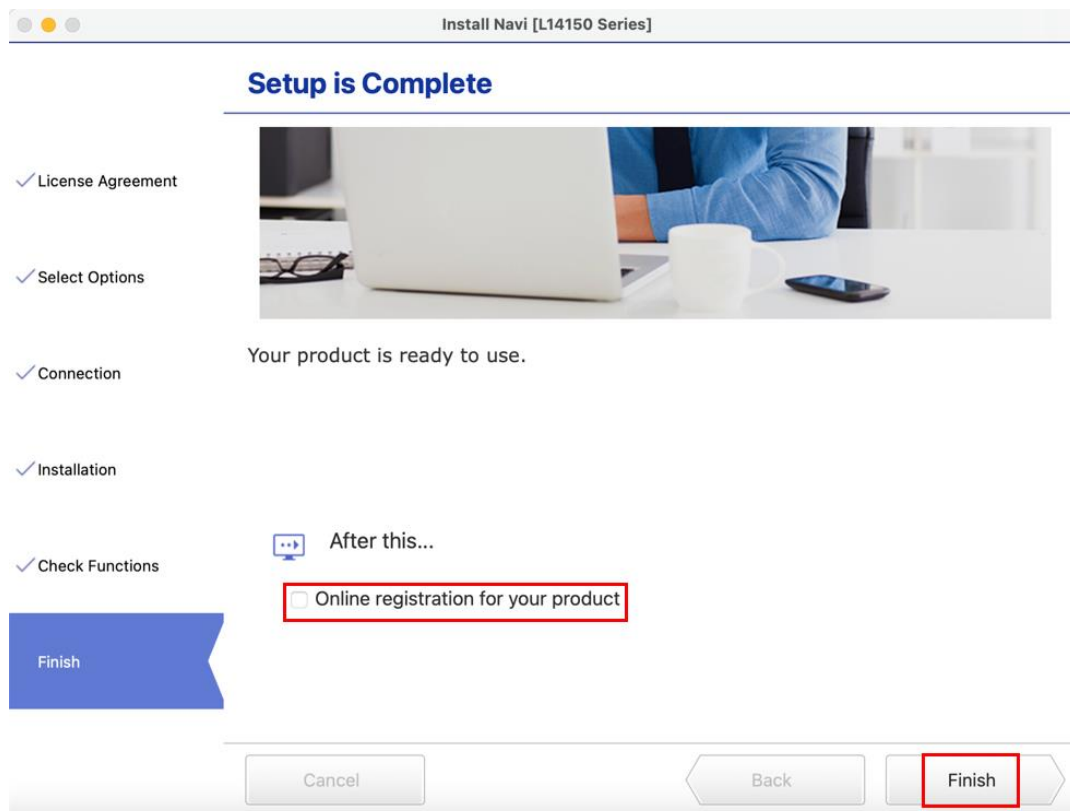 Install Navi [L14150 Series]
Setup is Complete
License Agreement
Select Options
Connection
Installation
Check Functions
Finish
Your product is ready to use.
After this...
Online registration for your product
Cancel
Back
Finish